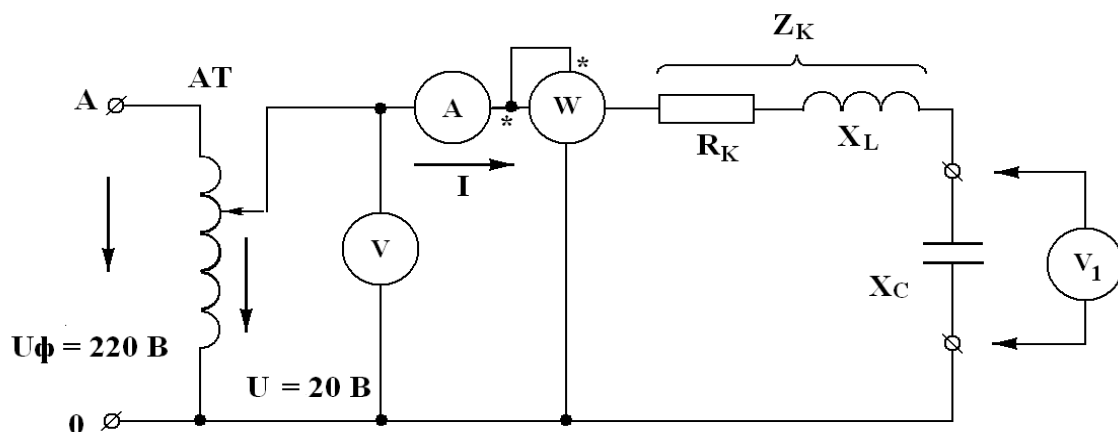 Z_K
AT
A
A
*
*
W
R_K
X_L
I
V
X_C
V_1
Uф = 220 В
U = 20 В
0